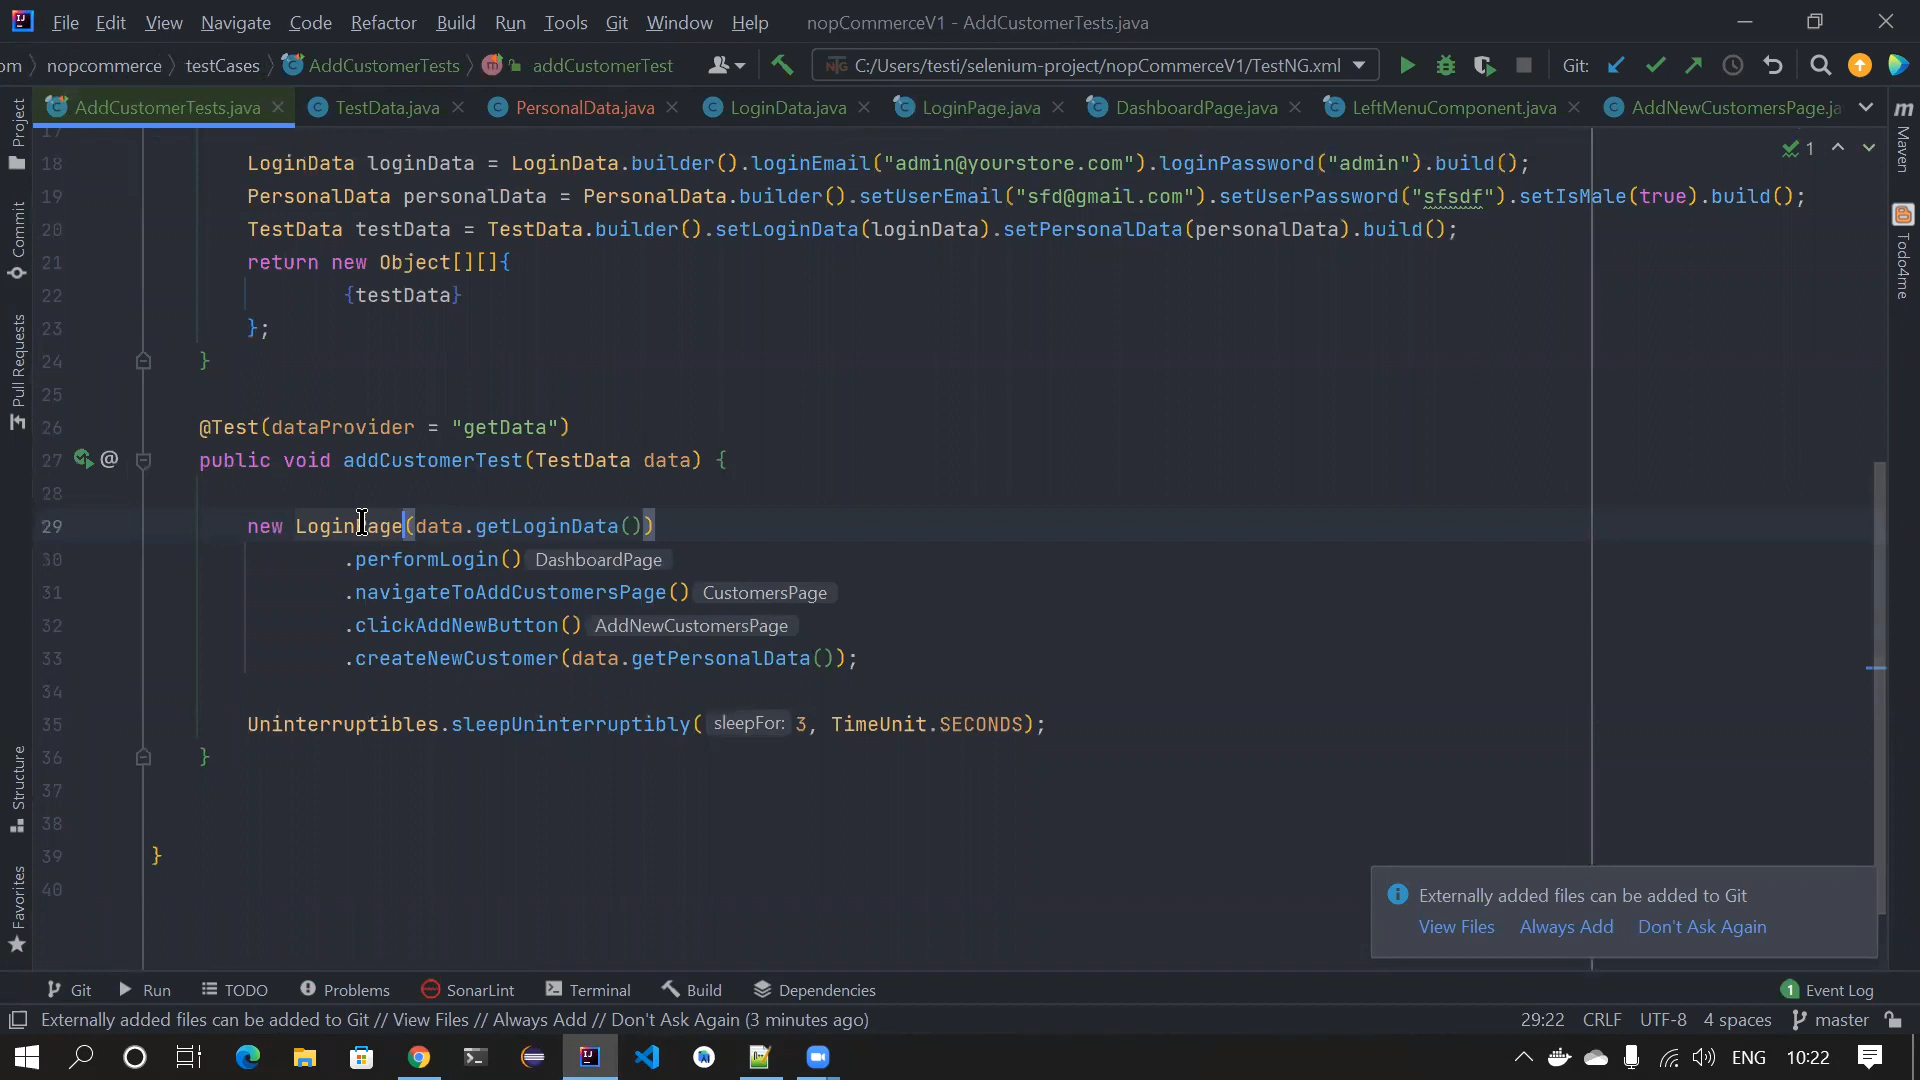 File Edit View Navigate Code Refactor Build Run Tools Git Window Help nopCommerceV1 - AddCustomerTests.java
om nopcommerce testCases AddCustomerTests addCustomerTest C:/Users/testi/selenium-project/nopCommerceV1/TestNG.xml Git:
AddCustomerTests.java TestData.java PersonalData.java LoginData.java LoginPage.java DashboardPage.java LeftMenuComponent.java AddNewCustomersPage.ja
Project
Commit
Pull Requests
Structure
Favorites
17
18 LoginData loginData = LoginData.builder().loginEmail("admin@yourstore.com").loginPassword("admin").build();
19 PersonalData personalData = PersonalData.builder().setUserEmail("sfd@gmail.com").setUserPassword("sfsdf").setIsMale(true).build();
20 TestData testData = TestData.builder().setLoginData(loginData).setPersonalData(personalData).build();
21 return new Object[][]{
22 {testData}
23 };
24 }
25
26 @Test(dataProvider = "getData")
27 @ public void addCustomerTest(TestData data) {
28
29 new LoginPage(data.getLoginData())
30 .performLogin() DashboardPage
31 .navigateToAddCustomersPage() CustomersPage
32 .clickAddNewButton() AddNewCustomersPage
33 .createNewCustomer(data.getPersonalData());
34
35 Uninterruptibles.sleepUninterruptibly( sleepFor: 3, TimeUnit.SECONDS);
36 }
37
38
39 }
40
1
m
Maven
Todo4me
Externally added files can be added to Git
View Files Always Add Don't Ask Again
Git Run TODO Problems SonarLint Terminal Build Dependencies 1 Event Log
Externally added files can be added to Git // View Files // Always Add // Don't Ask Again (3 minutes ago) 29:22 CRLF UTF-8 4 spaces master
ENG 10:22